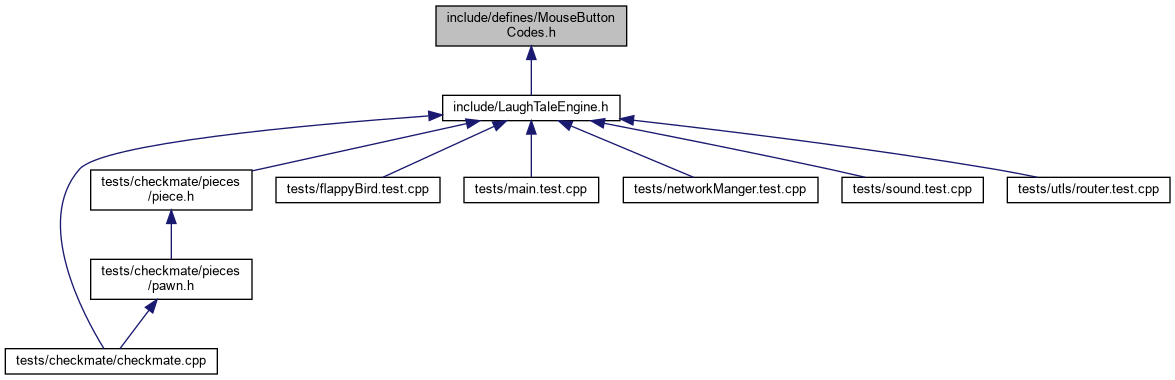 include/defines/MouseButton
Codes.h
include/LaughTaleEngine.h
tests/checkmate/pieces
/piece.h
tests/flappyBird.test.cpp
tests/main.test.cpp
tests/networkManger.test.cpp
tests/sound.test.cpp
tests/utls/router.test.cpp
tests/checkmate/pieces
/pawn.h
tests/checkmate/checkmate.cpp